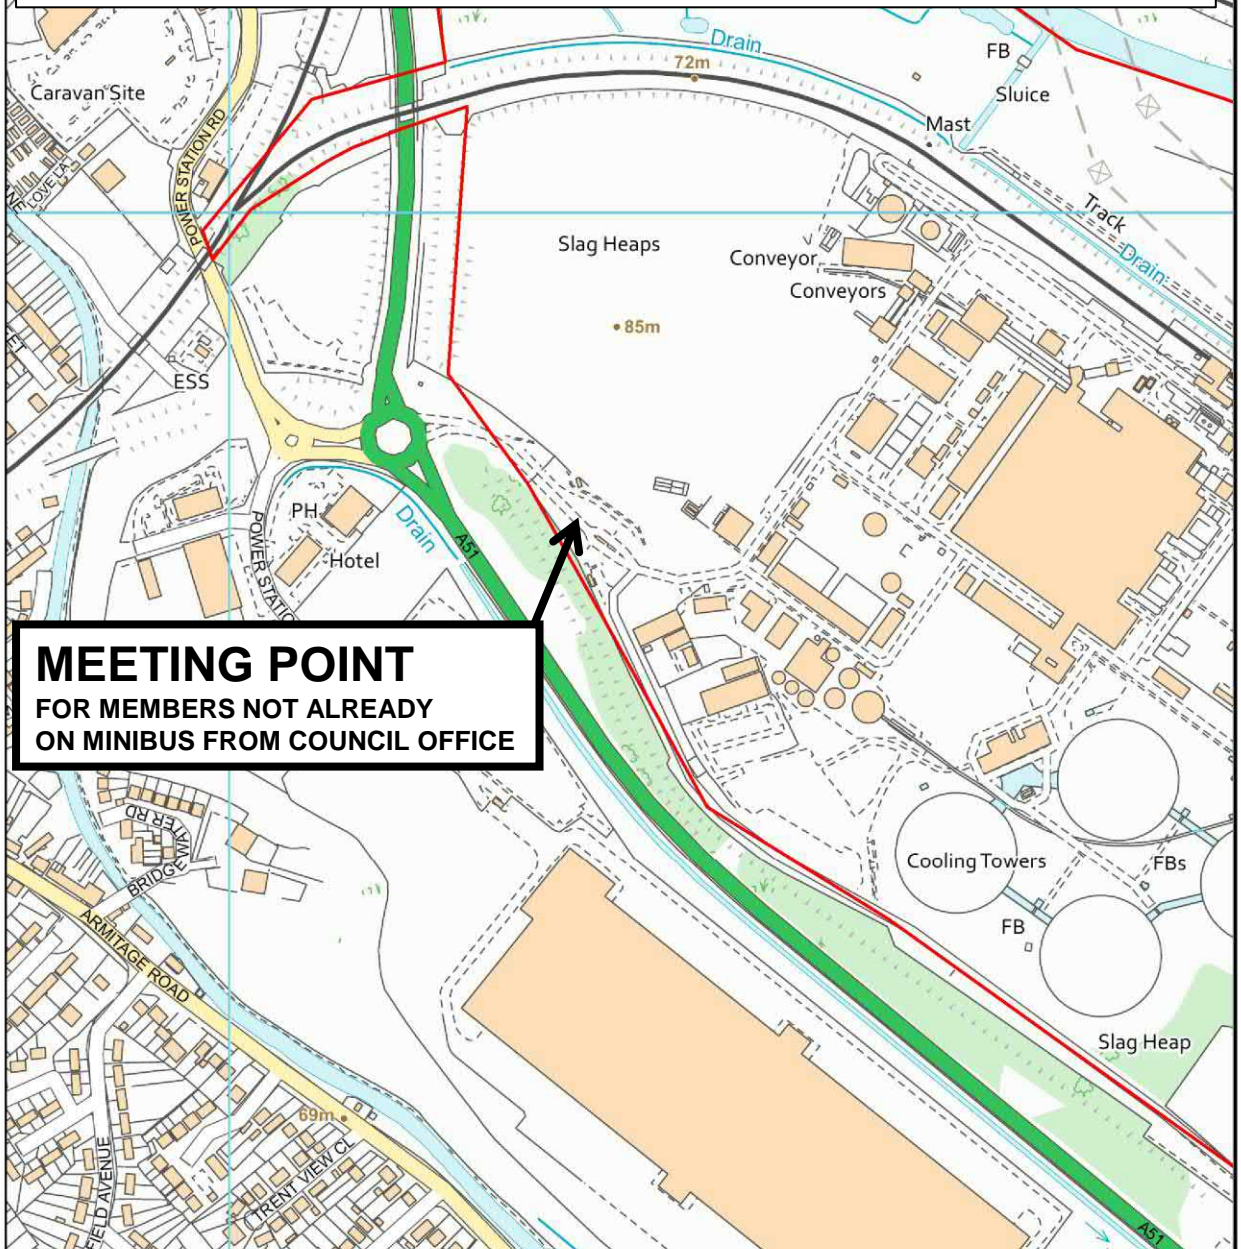 Drain
72m
FB
Sluice
Caravan Site
Mast
POWER STATION RD
OVE LA
Track
Drain
Slag Heaps
Conveyor
Conveyors
85m
ESS
PH
Hotel
Drain
A51
POWER STATIO
MEETING POINT
FOR MEMBERS NOT ALREADY
ON MINIBUS FROM COUNCIL OFFICE
BRIDGEWATER RD
ARMITAGE ROAD
Cooling Towers
FBs
FB
Slag Heap
69m
TRENT VIEW CL
FIELD AVENUE
A51